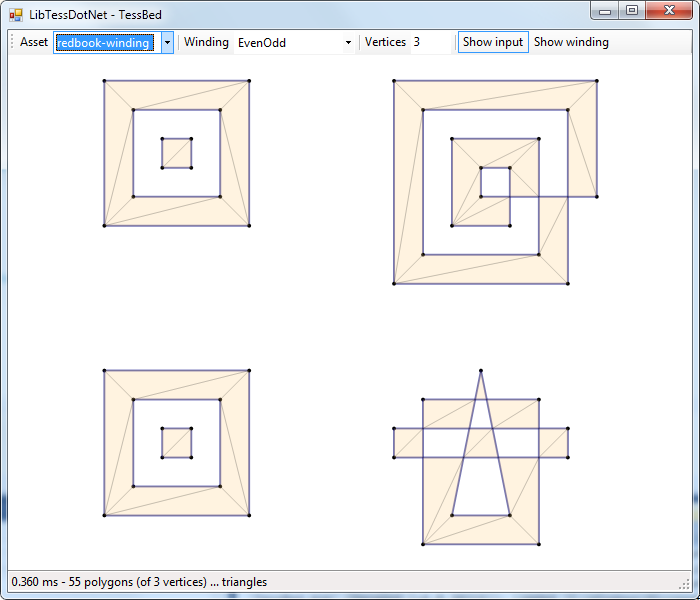 LibTessDotNet - TessBed
Asset redbook-winding Winding EvenOdd Vertices 3 Show input Show winding
0.360 ms - 55 polygons (of 3 vertices) ... triangles